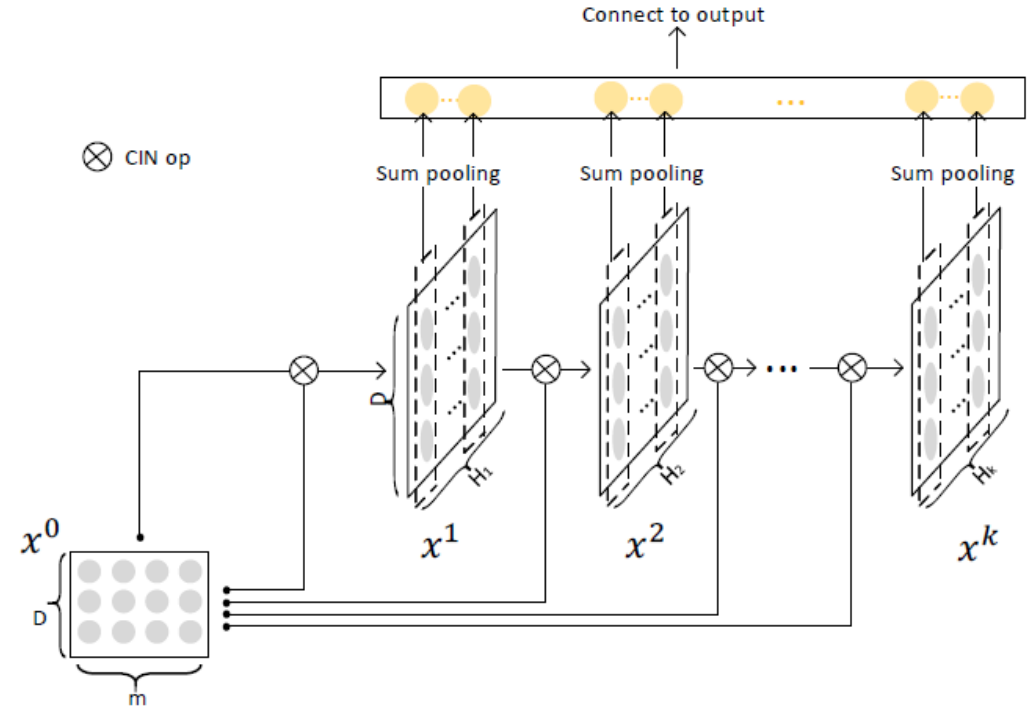 Connect to output
...
... ... ...
CIN op
Sum pooling Sum pooling Sum pooling
D
...
H₁ H₂ Hₖ
x⁰ x¹ x² xᵏ
D
m